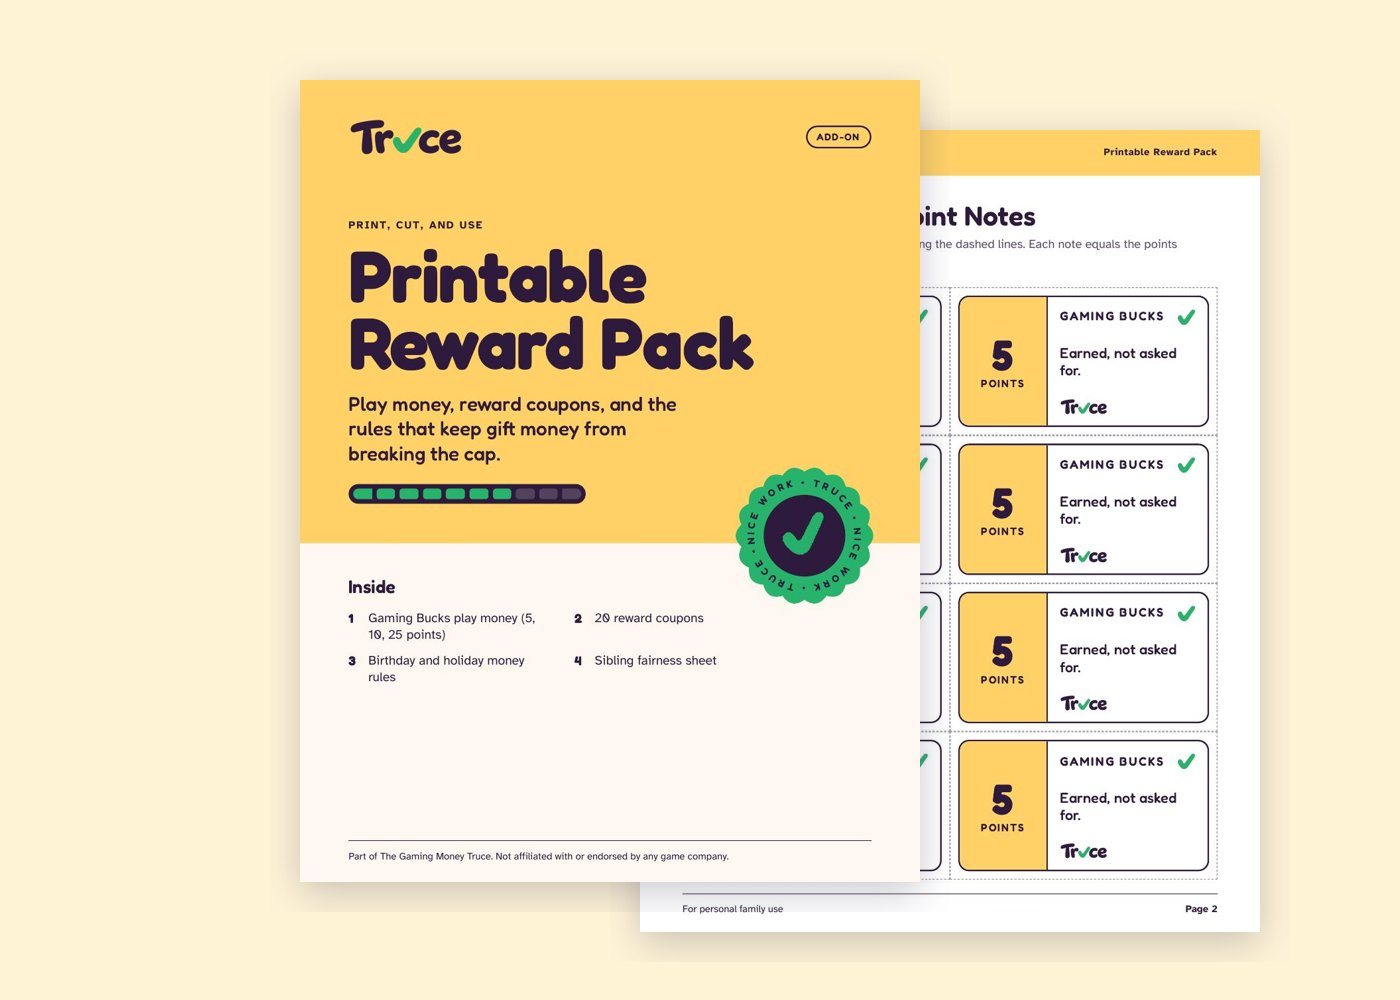 Truce
ADD-ON
PRINT, CUT, AND USE
Printable
Reward Pack
Play money, reward coupons, and the
rules that keep gift money from
breaking the cap.
NICE WORK • TRUCE • NICE WORK • TRUCE •
Inside
1 Gaming Bucks play money (5,
10, 25 points)
2 20 reward coupons
3 Birthday and holiday money
rules
4 Sibling fairness sheet
Part of The Gaming Money Truce. Not affiliated with or endorsed by any game company.
Printable Reward Pack
oint Notes
ng the dashed lines. Each note equals the points
5
POINTS
GAMING BUCKS
Earned, not asked
for.
Truce
5
POINTS
GAMING BUCKS
Earned, not asked
for.
Truce
5
POINTS
GAMING BUCKS
Earned, not asked
for.
Truce
5
POINTS
GAMING BUCKS
Earned, not asked
for.
Truce
For personal family use
Page 2